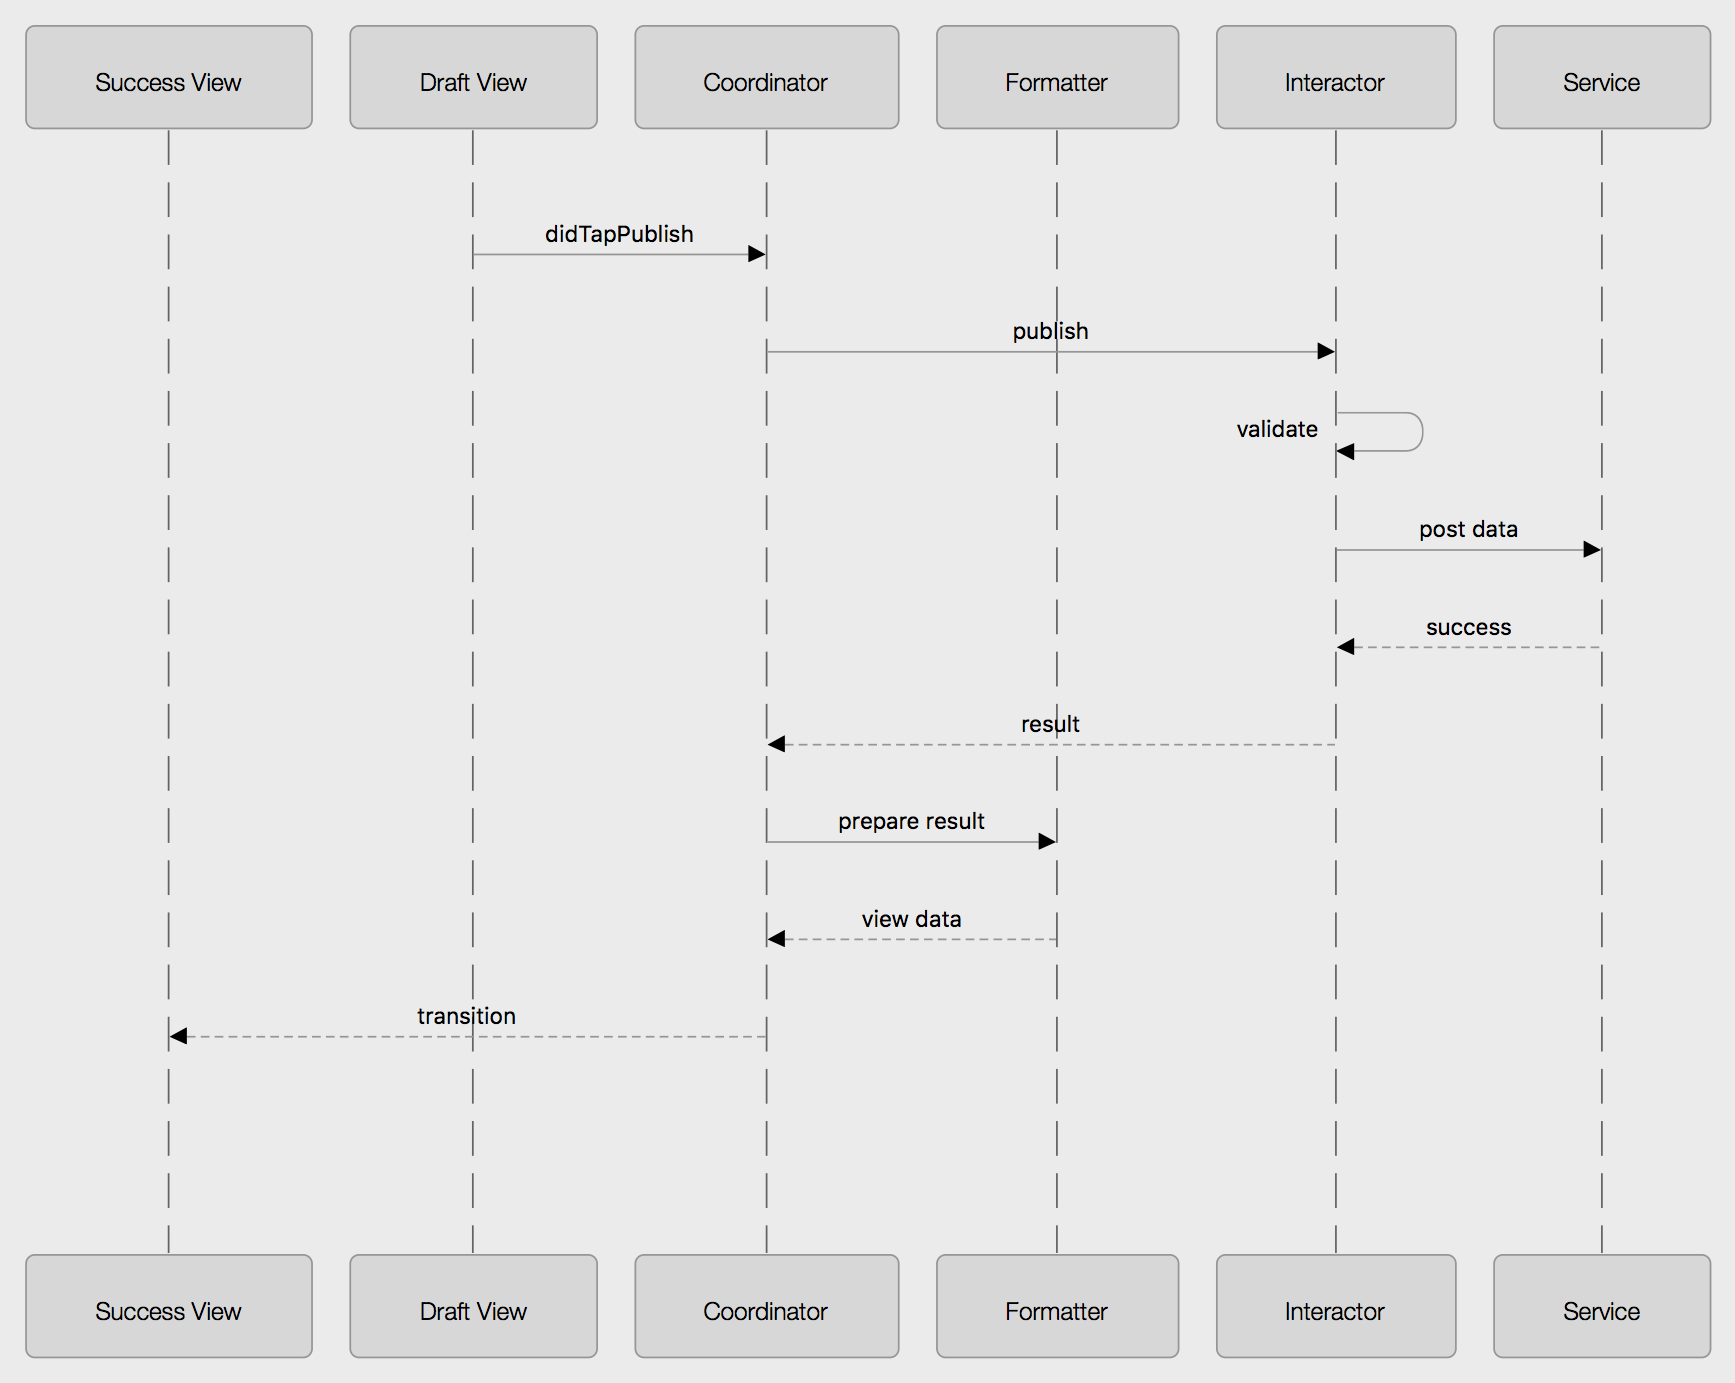 Success View
Draft View
Coordinator
Formatter
Interactor
Service
didTapPublish
publish
validate
post data
success
result
prepare result
view data
transition
Success View
Draft View
Coordinator
Formatter
Interactor
Service